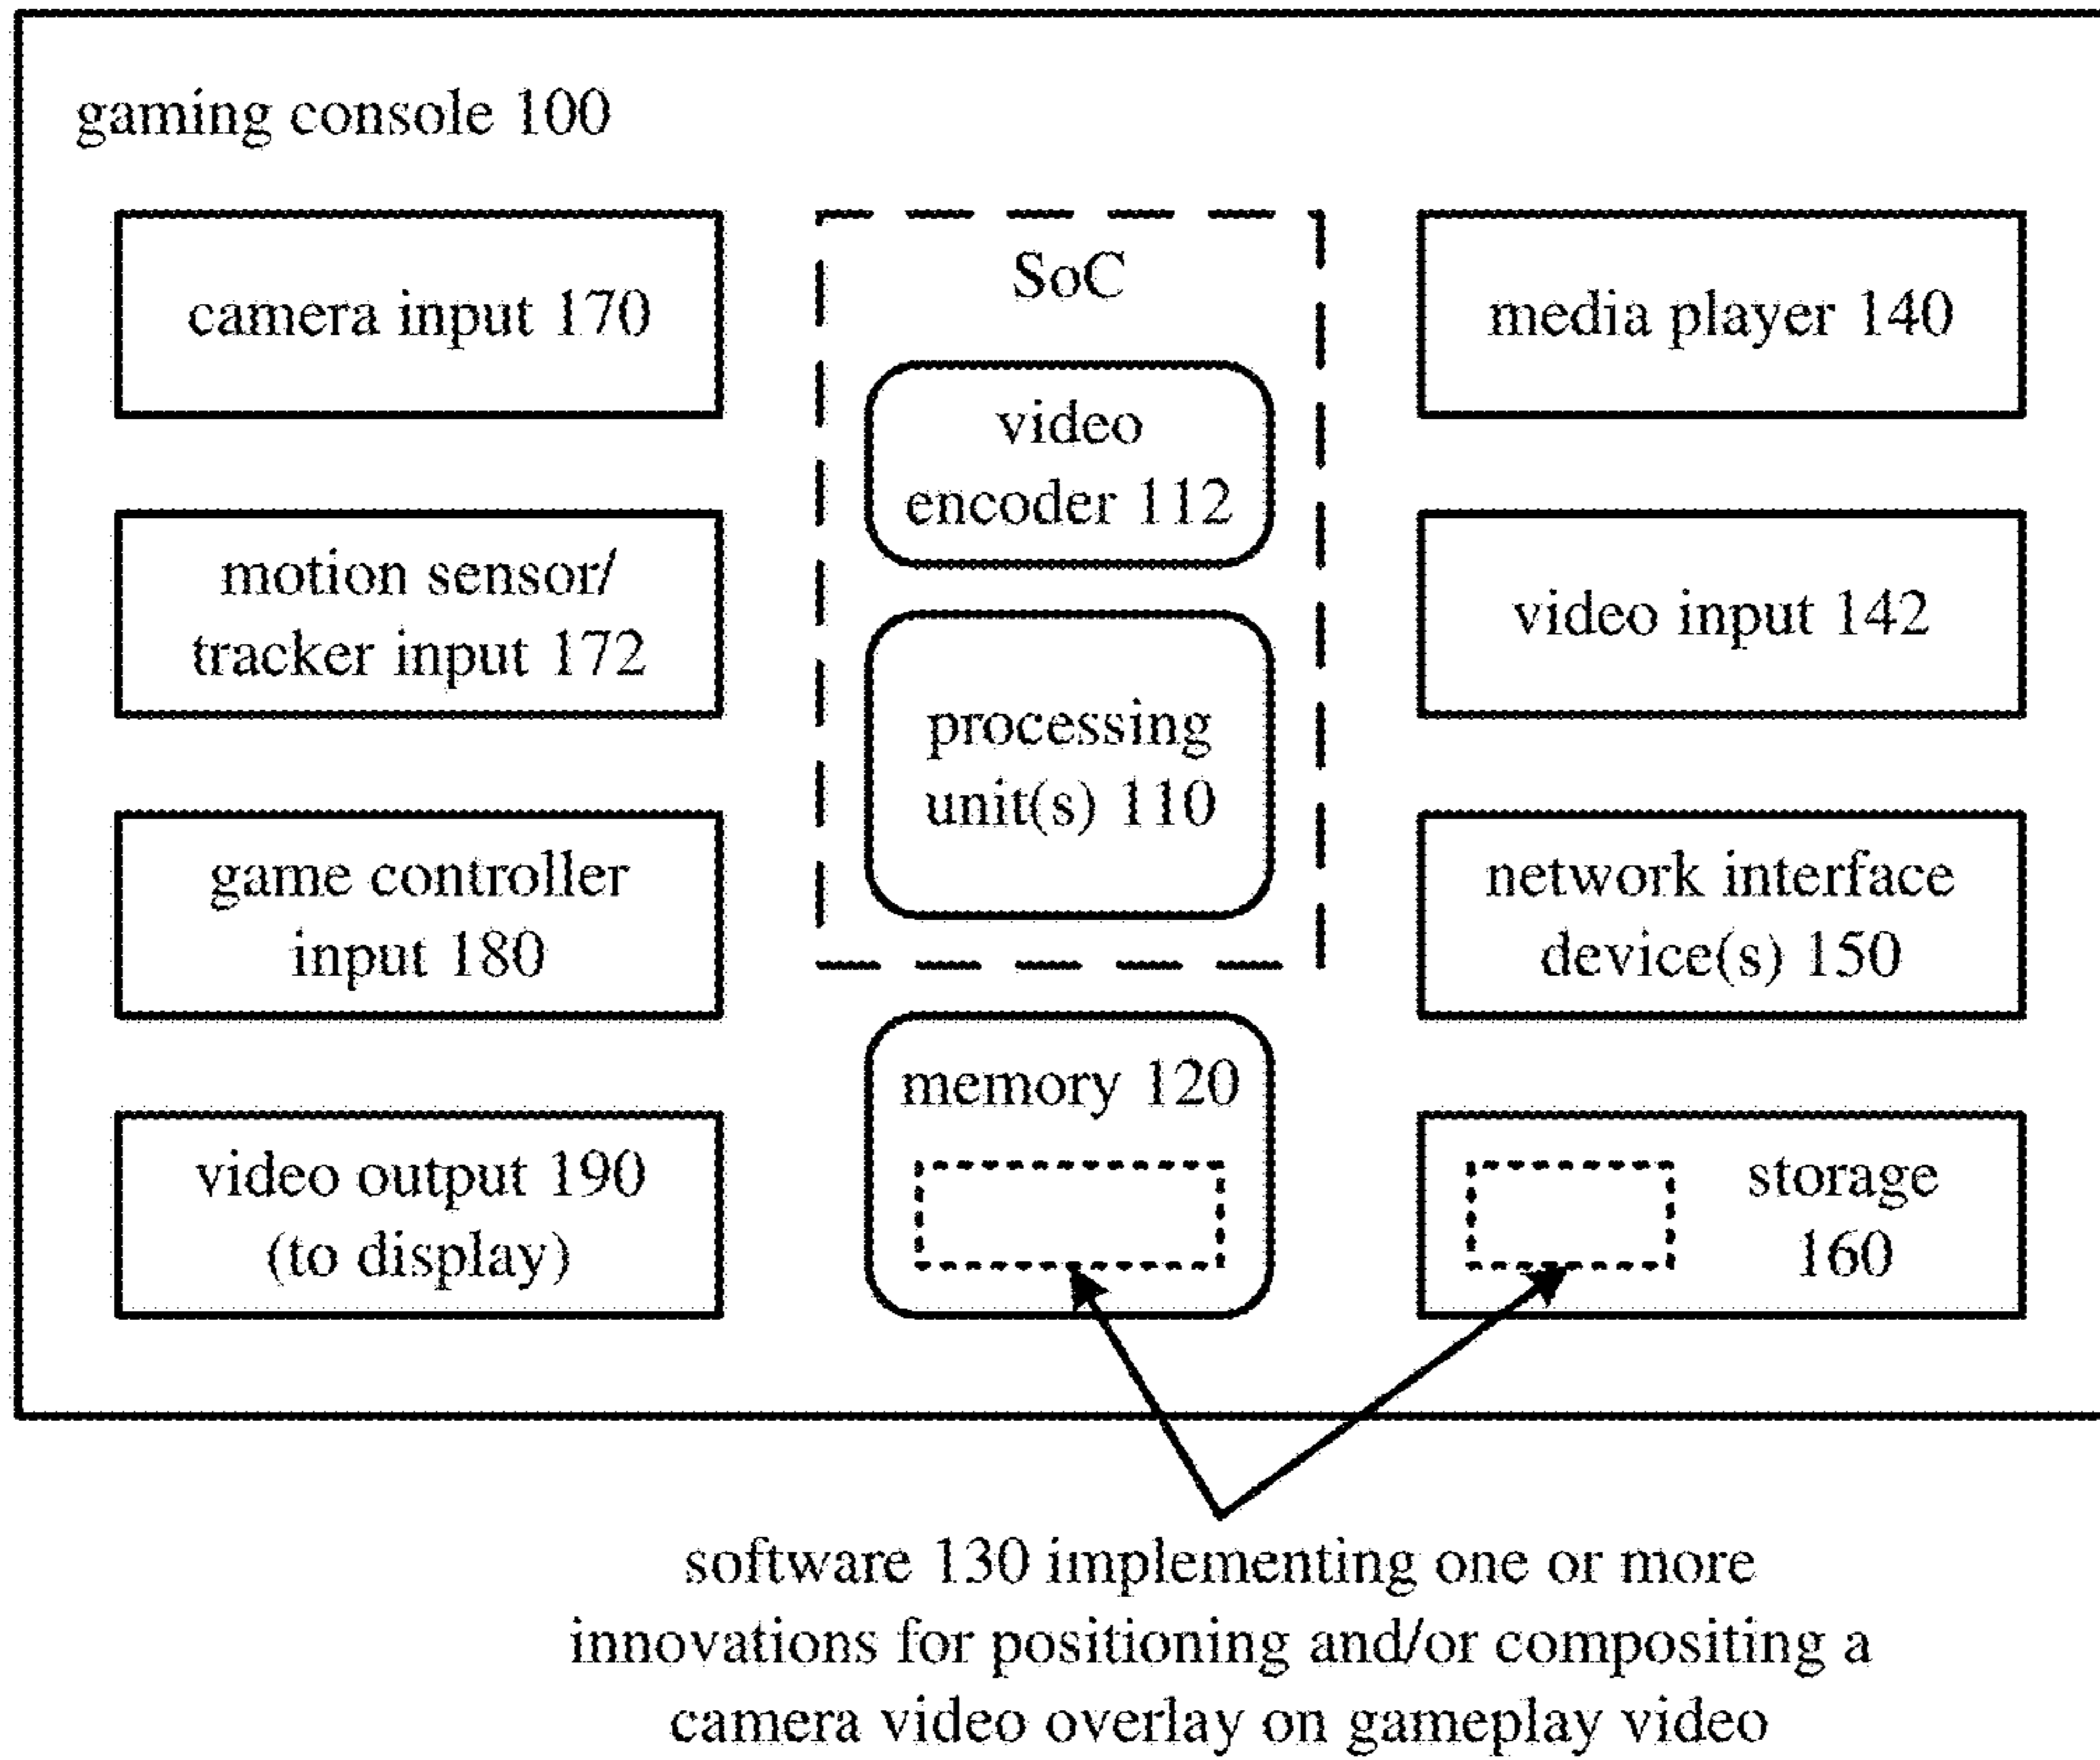 gaming console 100
camera input 170
motion sensor/
tracker input 172
game controller
input 180
video output 190
(to display)
SoC
video
encoder 112
processing
unit(s) 110
memory 120
media player 140
video input 142
network interface
device(s) 150
storage
160
software 130 implementing one or more
innovations for positioning and/or compositing a
camera video overlay on gameplay video